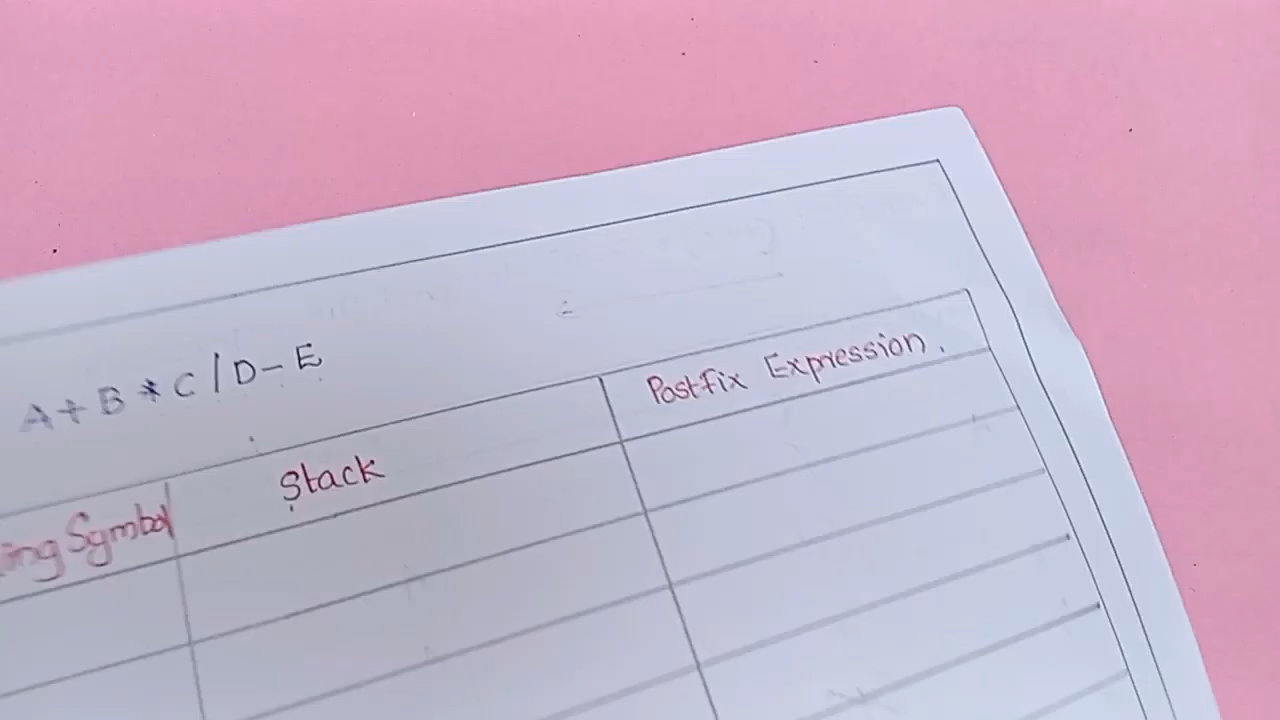 A+B*C/D-E
ing Symbol
Stack
Postfix Expression.